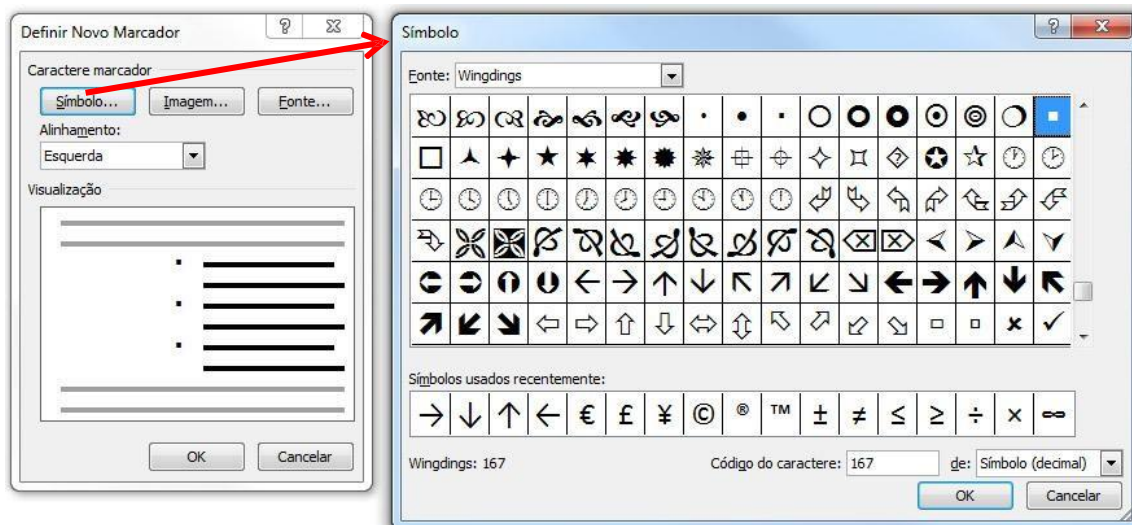 Definir Novo Marcador
Caractere marcador
Símbolo...
Imagem...
Fonte...
Alinhamento:
Esquerda
Visualização
OK
Cancelar
Símbolo
Fonte: Wingdings
Símbolos usados recentemente:
→ ↓ ↑ ← € £ ¥ © ® ™ ± ≠ ≤ ≥ ÷ × ∞
Wingdings: 167
Código do caractere: 167
de: Símbolo (decimal)
OK
Cancelar